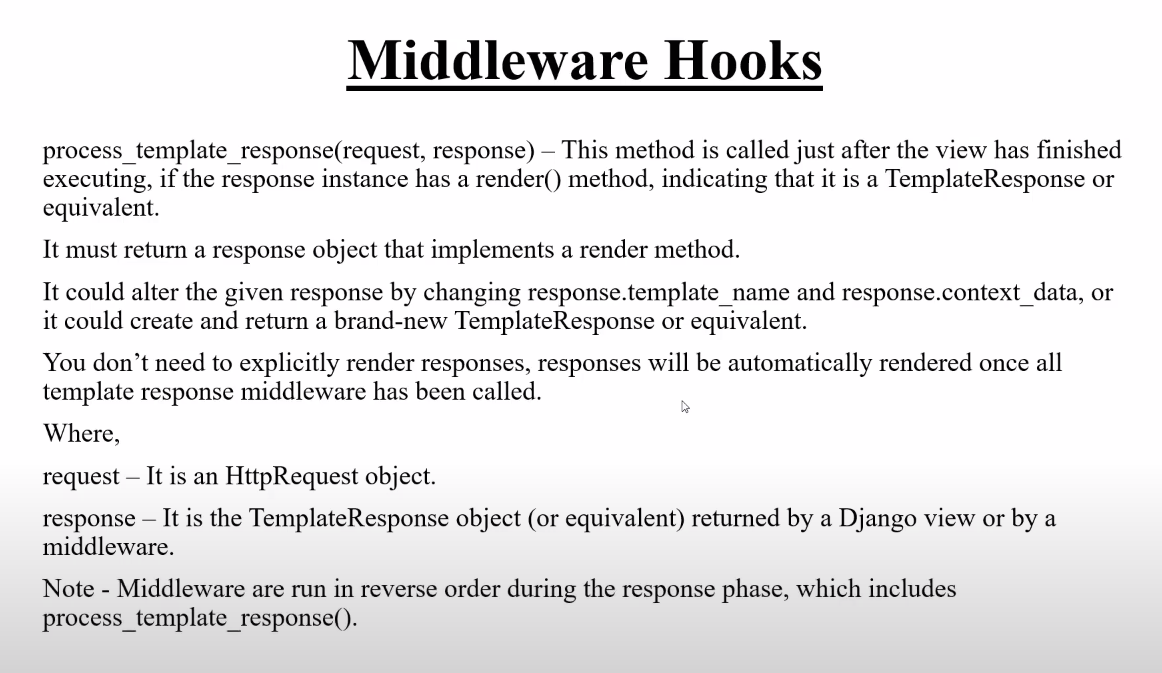 Middleware Hooks
process_template_response(request, response) – This method is called just after the view has finished
executing, if the response instance has a render() method, indicating that it is a TemplateResponse or
equivalent.
It must return a response object that implements a render method.
It could alter the given response by changing response.template_name and response.context_data, or
it could create and return a brand-new TemplateResponse or equivalent.
You don’t need to explicitly render responses, responses will be automatically rendered once all
template response middleware has been called.
Where,
request – It is an HttpRequest object.
response – It is the TemplateResponse object (or equivalent) returned by a Django view or by a
middleware.
Note - Middleware are run in reverse order during the response phase, which includes
process_template_response().